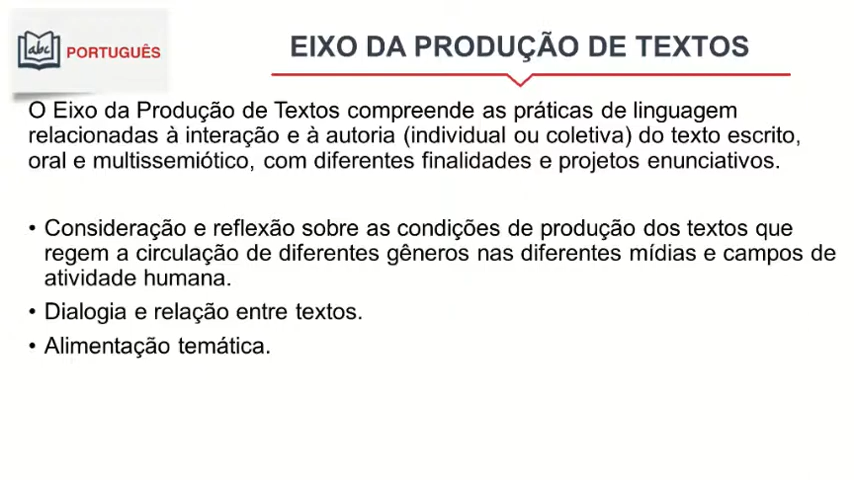 abc
PORTUGUÊS
EIXO DA PRODUÇÃO DE TEXTOS
O Eixo da Produção de Textos compreende as práticas de linguagem
relacionadas à interação e à autoria (individual ou coletiva) do texto escrito,
oral e multissemiótico, com diferentes finalidades e projetos enunciativos.
• Consideração e reflexão sobre as condições de produção dos textos que
regem a circulação de diferentes gêneros nas diferentes mídias e campos de
atividade humana.
• Dialogia e relação entre textos.
• Alimentação temática.